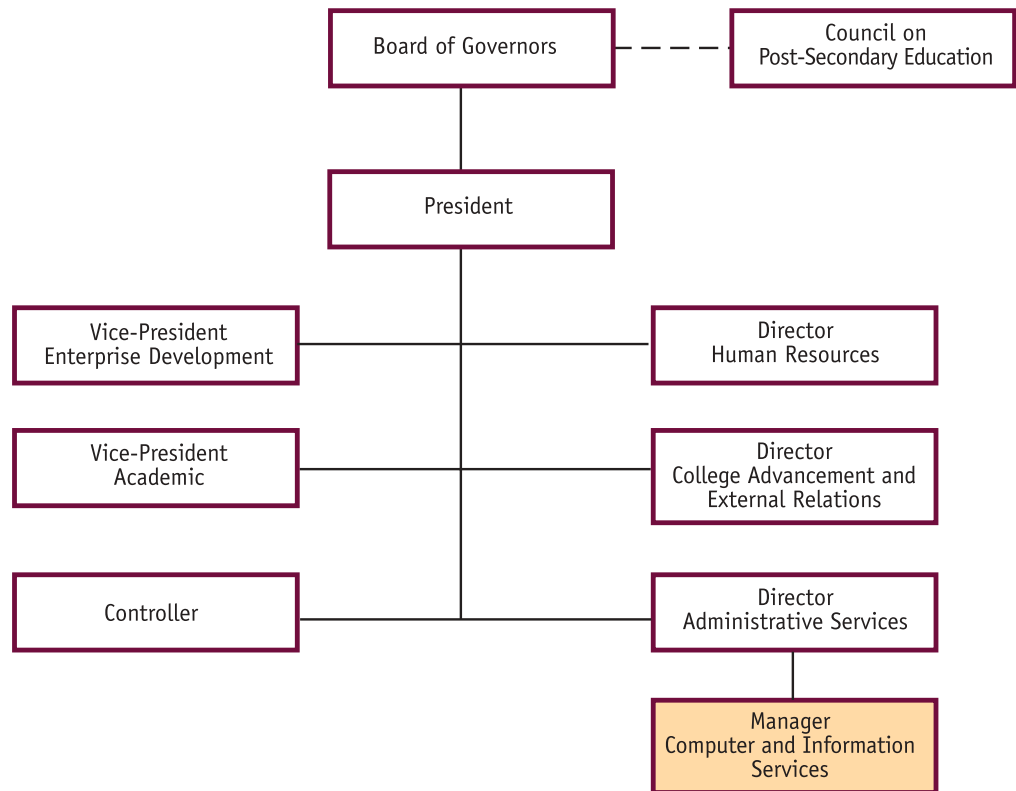 Board of Governors
Council on
Post-Secondary Education
President
Vice-President
Enterprise Development
Director
Human Resources
Vice-President
Academic
Director
College Advancement and
External Relations
Controller
Director
Administrative Services
Manager
Computer and Information
Services